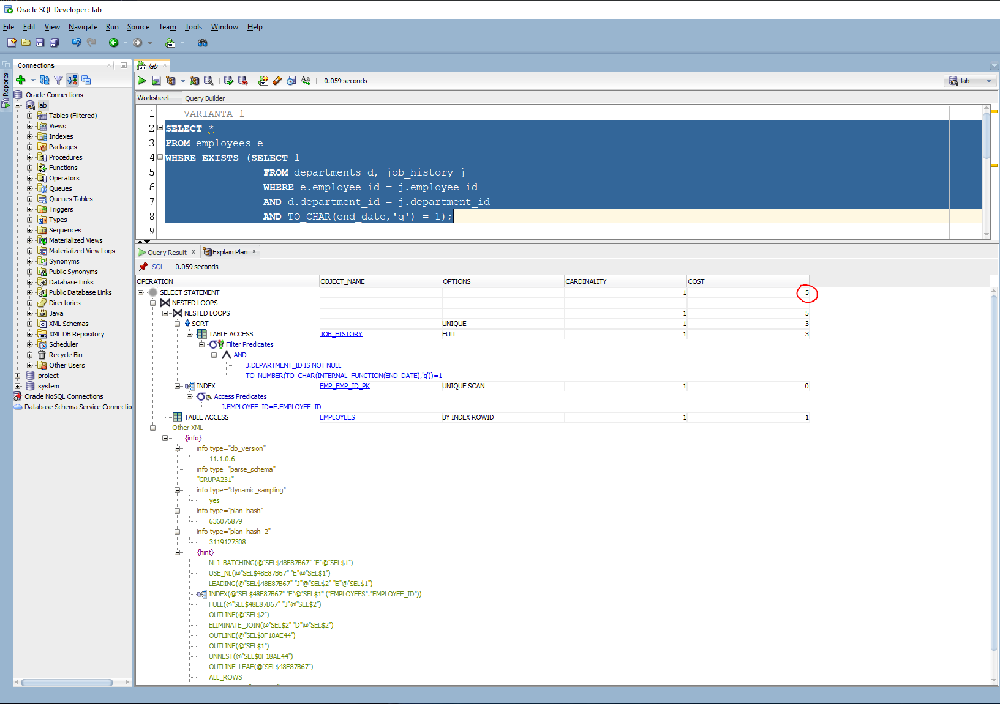 Oracle SQL Developer : lab
File Edit View Navigate Run Source Team Tools Window Help
Reports
Connections
Oracle Connections
lab
Tables (Filtered)
Views
Indexes
Packages
Procedures
Functions
Operators
Queues
Queues Tables
Triggers
Types
Sequences
Materialized Views
Materialized View Logs
Synonyms
Public Synonyms
Database Links
Public Database Links
Directories
Java
XML Schemas
XML DB Repository
Scheduler
Recycle Bin
Other Users
proiect
system
Oracle NoSQL Connections
Database Schema Service Connectio
lab
0.059 seconds
lab
Worksheet Query Builder
1 -- VARIANTA 1
2 SELECT *
3 FROM employees e
4 WHERE EXISTS (SELECT 1
5 FROM departments d, job_history j
6 WHERE e.employee_id = j.employee_id
7 AND d.department_id = j.department_id
8 AND TO_CHAR(end_date,'q') = 1);
9
Query Result x Explain Plan x
SQL | 0.059 seconds
OPERATION OBJECT_NAME OPTIONS CARDINALITY COST
SELECT STATEMENT 1 5
NESTED LOOPS
NESTED LOOPS 1 5
SORT UNIQUE 1 3
TABLE ACCESS JOB_HISTORY FULL 1 3
Filter Predicates
AND
J.DEPARTMENT_ID IS NOT NULL
TO_NUMBER(TO_CHAR(INTERNAL_FUNCTION(END_DATE),'q'))=1
INDEX EMP_EMP_ID_PK UNIQUE SCAN 1 0
Access Predicates
J.EMPLOYEE_ID=E.EMPLOYEE_ID
TABLE ACCESS EMPLOYEES BY INDEX ROWID 1 1
Other XML
{info}
info type="db_version"
11.1.0.6
info type="parse_schema"
"GRUPA231"
info type="dynamic_sampling"
yes
info type="plan_hash"
636076879
info type="plan_hash_2"
3119127308
{hint}
NLJ_BATCHING(@"SEL$48E87B67" "E"@"SEL$1")
USE_NL(@"SEL$48E87B67" "E"@"SEL$1")
LEADING(@"SEL$48E87B67" "J"@"SEL$2" "E"@"SEL$1")
INDEX(@"SEL$48E87B67" "E"@"SEL$1" ("EMPLOYEES"."EMPLOYEE_ID"))
FULL(@"SEL$48E87B67" "J"@"SEL$2")
OUTLINE(@"SEL$2")
ELIMINATE_JOIN(@"SEL$2" "D"@"SEL$2")
OUTLINE(@"SEL$0F18AE44")
OUTLINE(@"SEL$1")
UNNEST(@"SEL$0F18AE44")
OUTLINE_LEAF(@"SEL$48E87B67")
ALL_ROWS